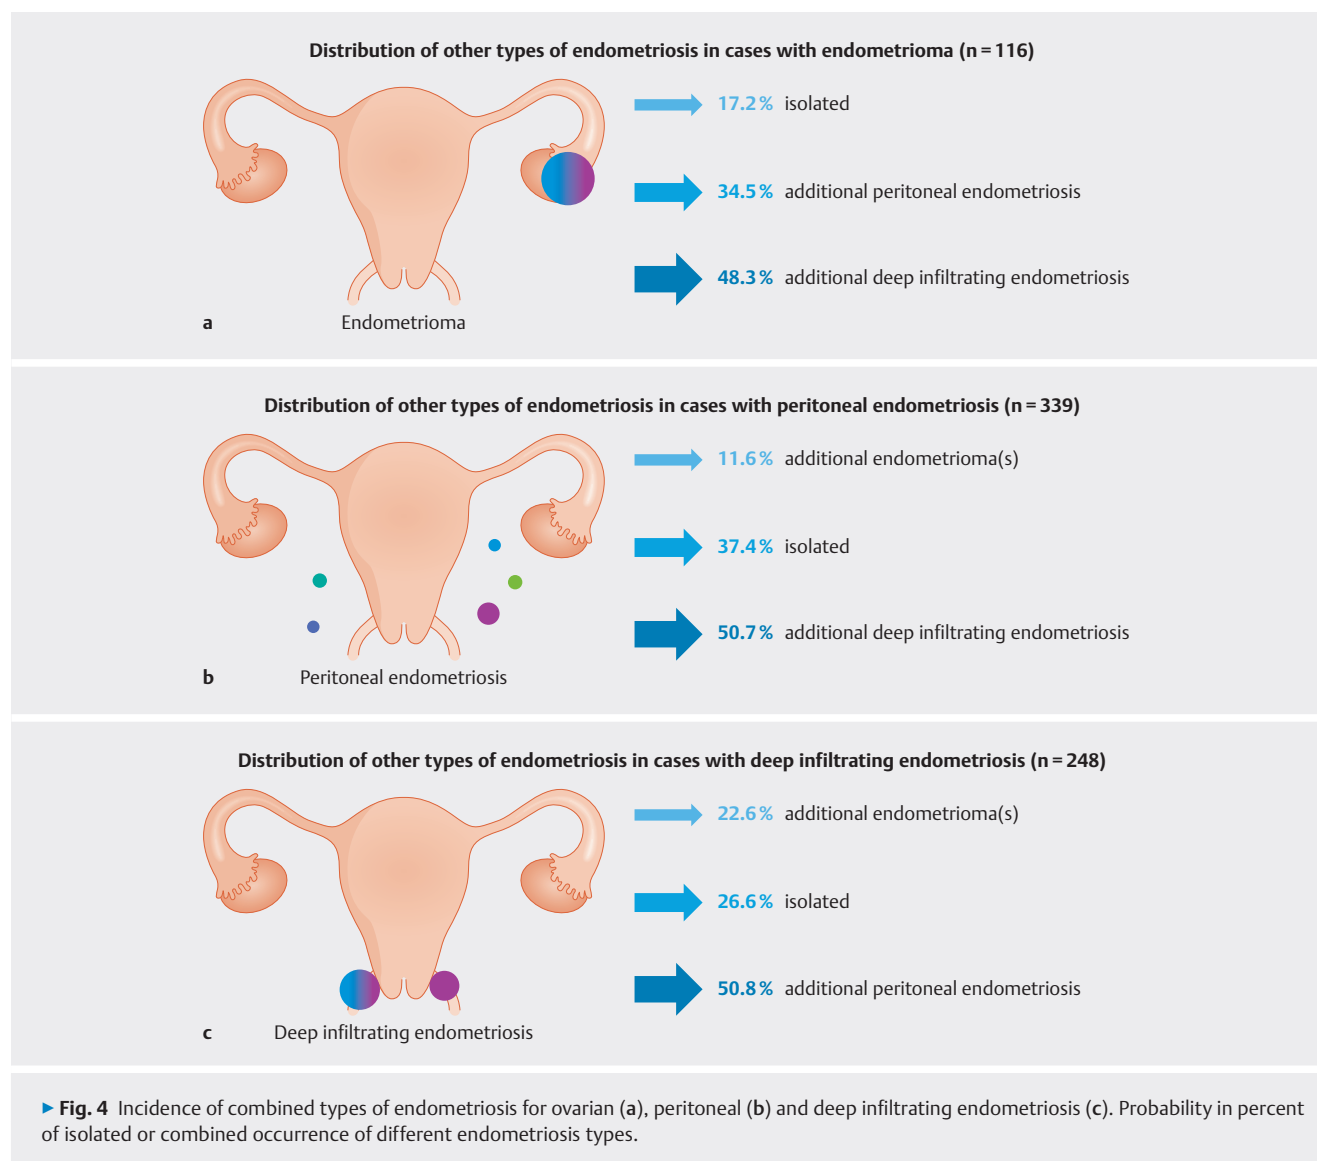 Distribution of other types of endometriosis in cases with endometrioma (n = 116)
17.2 % isolated
34.5 % additional peritoneal endometriosis
48.3 % additional deep infiltrating endometriosis
a Endometrioma
Distribution of other types of endometriosis in cases with peritoneal endometriosis (n = 339)
11.6 % additional endometrioma(s)
37.4 % isolated
50.7 % additional deep infiltrating endometriosis
b Peritoneal endometriosis
Distribution of other types of endometriosis in cases with deep infiltrating endometriosis (n = 248)
22.6 % additional endometrioma(s)
26.6 % isolated
50.8 % additional peritoneal endometriosis
c Deep infiltrating endometriosis
▶ Fig. 4 Incidence of combined types of endometriosis for ovarian (a), peritoneal (b) and deep infiltrating endometriosis (c). Probability in percent
of isolated or combined occurrence of different endometriosis types.